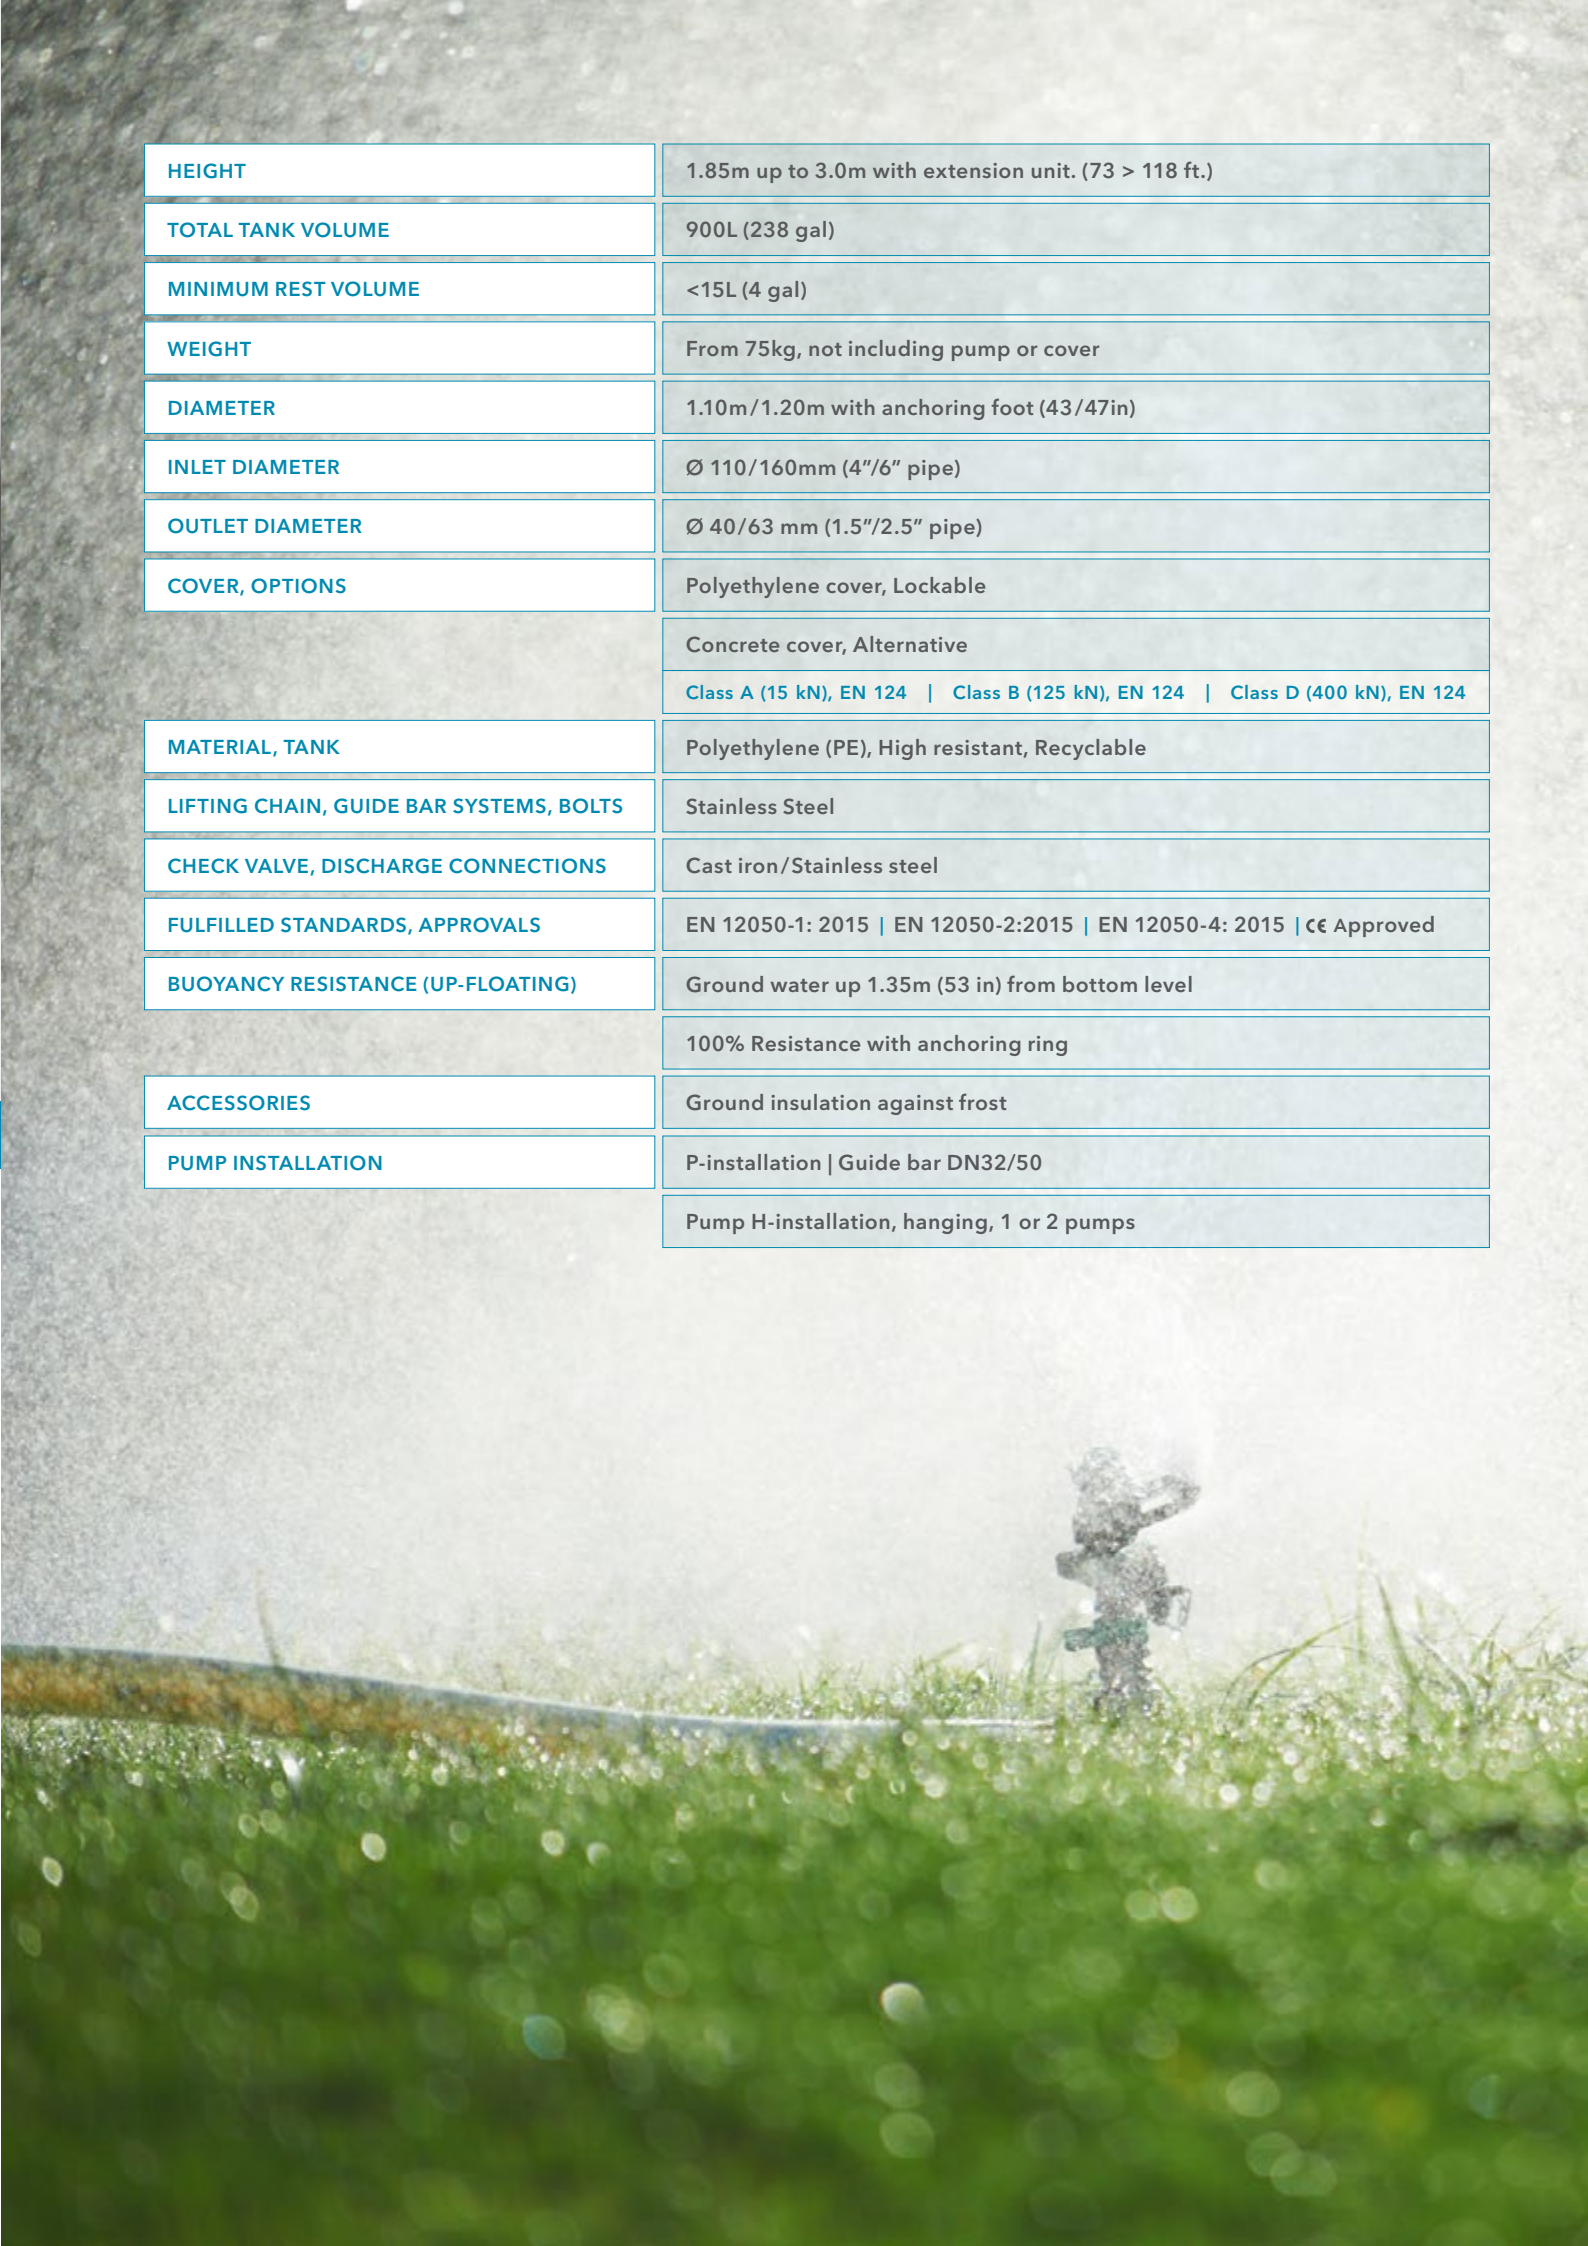 HEIGHT 1.85m up to 3.0m with extension unit. (73 > 118 ft.)
TOTAL TANK VOLUME 900L (238 gal)
MINIMUM REST VOLUME <15L (4 gal)
WEIGHT From 75kg, not including pump or cover
DIAMETER 1.10m/1.20m with anchoring foot (43/47in)
INLET DIAMETER Ø 110/160mm (4”/6” pipe)
OUTLET DIAMETER Ø 40/63 mm (1.5”/2.5” pipe)
COVER, OPTIONS Polyethylene cover, Lockable
Concrete cover, Alternative
Class A (15 kN), EN 124 | Class B (125 kN), EN 124 | Class D (400 kN), EN 124
MATERIAL, TANK Polyethylene (PE), High resistant, Recyclable
LIFTING CHAIN, GUIDE BAR SYSTEMS, BOLTS Stainless Steel
CHECK VALVE, DISCHARGE CONNECTIONS Cast iron/Stainless steel
FULFILLED STANDARDS, APPROVALS EN 12050-1: 2015 | EN 12050-2:2015 | EN 12050-4: 2015 | CE Approved
BUOYANCY RESISTANCE (UP-FLOATING) Ground water up 1.35m (53 in) from bottom level
100% Resistance with anchoring ring
ACCESSORIES Ground insulation against frost
PUMP INSTALLATION P-installation | Guide bar DN32/50
Pump H-installation, hanging, 1 or 2 pumps